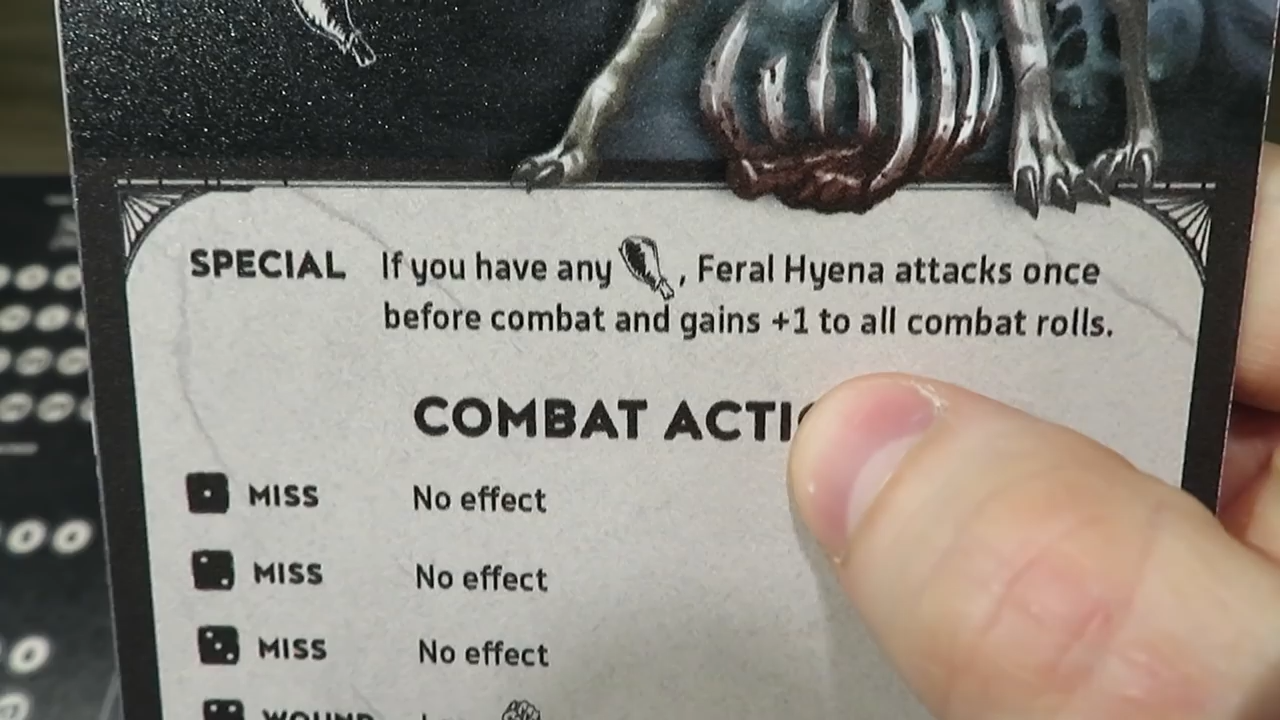 SPECIAL If you have any , Feral Hyena attacks once
before combat and gains +1 to all combat rolls.
COMBAT
MISS No effect
MISS No effect
MISS No effect
WOUND